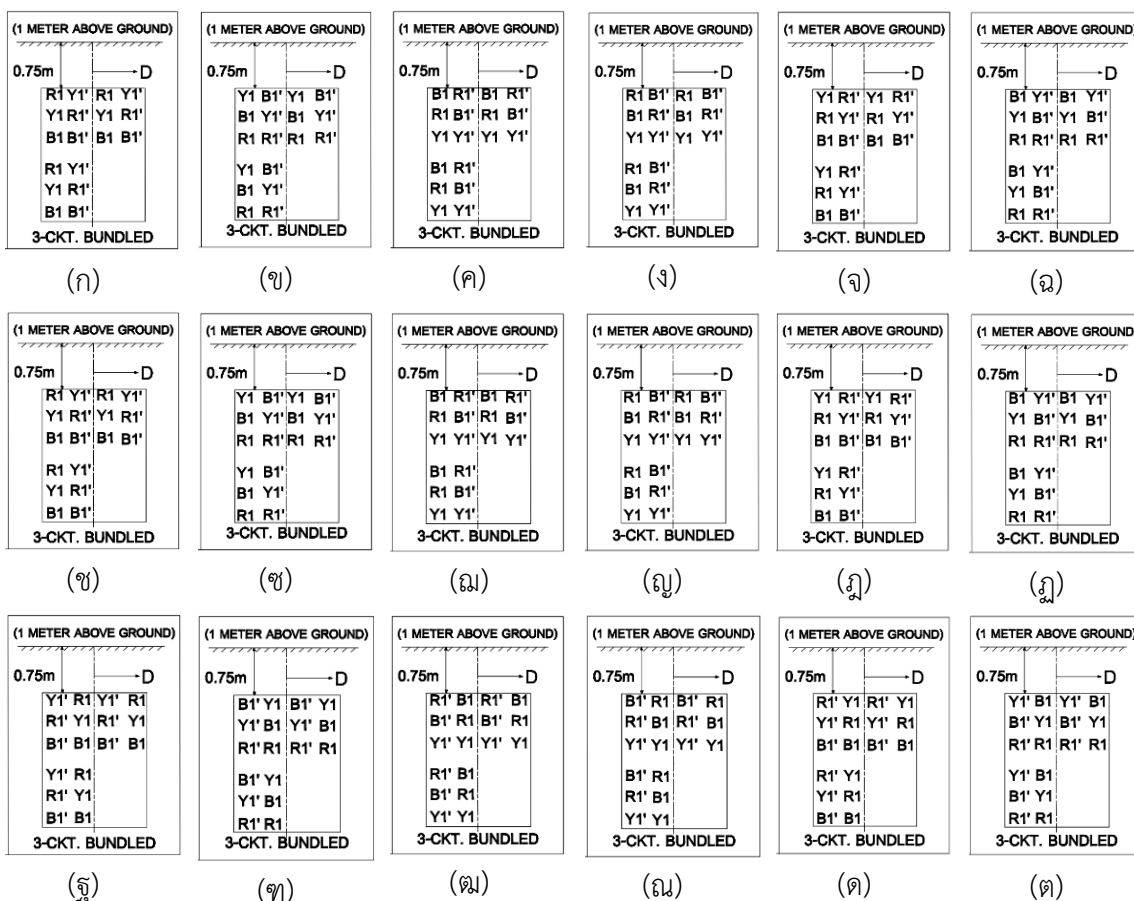 (1 METER ABOVE GROUND)
0.75m D
R1 Y1' R1 Y1'
Y1 R1' Y1 R1'
B1 B1' B1 B1'
R1 Y1'
Y1 R1'
B1 B1'
3-CKT. BUNDLED
(ก)
(1 METER ABOVE GROUND)
0.75m D
Y1 B1' Y1 B1'
B1 Y1' B1 Y1'
R1 R1' R1 R1'
Y1 B1'
B1 Y1'
R1 R1'
3-CKT. BUNDLED
(ข)
(1 METER ABOVE GROUND)
0.75m D
B1 R1' B1 R1'
R1 B1' R1 B1'
Y1 Y1' Y1 Y1'
B1 R1'
R1 B1'
Y1 Y1'
3-CKT. BUNDLED
(ค)
(1 METER ABOVE GROUND)
0.75m D
R1 B1' R1 B1'
B1 R1' B1 R1'
Y1 Y1' Y1 Y1'
R1 B1'
B1 R1'
Y1 Y1'
3-CKT. BUNDLED
(ง)
(1 METER ABOVE GROUND)
0.75m D
Y1 R1' Y1 R1'
R1 Y1' R1 Y1'
B1 B1' B1 B1'
Y1 R1'
R1 Y1'
B1 B1'
3-CKT. BUNDLED
(จ)
(1 METER ABOVE GROUND)
0.75m D
B1 Y1' B1 Y1'
Y1 B1' Y1 B1'
R1 R1' R1 R1'
B1 Y1'
Y1 B1'
R1 R1'
3-CKT. BUNDLED
(ฉ)
(1 METER ABOVE GROUND)
0.75m D
R1 Y1' R1 Y1'
Y1 R1' Y1 R1'
B1 B1' B1 B1'
R1 Y1'
Y1 R1'
B1 B1'
3-CKT. BUNDLED
(ช)
(1 METER ABOVE GROUND)
0.75m D
Y1 B1' Y1 B1'
B1 Y1' B1 Y1'
R1 R1' R1 R1'
Y1 B1'
B1 Y1'
R1 R1'
3-CKT. BUNDLED
(ซ)
(1 METER ABOVE GROUND)
0.75m D
B1 R1' B1 R1'
R1 B1' R1 B1'
Y1 Y1' Y1 Y1'
B1 R1'
R1 B1'
Y1 Y1'
3-CKT. BUNDLED
(ฌ)
(1 METER ABOVE GROUND)
0.75m D
R1 B1' R1 B1'
B1 R1' B1 R1'
Y1 Y1' Y1 Y1'
R1 B1'
B1 R1'
Y1 Y1'
3-CKT. BUNDLED
(ญ)
(1 METER ABOVE GROUND)
0.75m D
Y1 R1' Y1 R1'
R1 Y1' R1 Y1'
B1 B1' B1 B1'
Y1 R1'
R1 Y1'
B1 B1'
3-CKT. BUNDLED
(ฎ)
(1 METER ABOVE GROUND)
0.75m D
B1 Y1' B1 Y1'
Y1 B1' Y1 B1'
R1 R1' R1 R1'
B1 Y1'
Y1 B1'
R1 R1'
3-CKT. BUNDLED
(ฏ)
(1 METER ABOVE GROUND)
0.75m D
Y1' R1 Y1' R1
R1' Y1 R1' Y1
B1' B1 B1' B1
Y1' R1
R1' Y1
B1' B1
3-CKT. BUNDLED
(ฐ)
(1 METER ABOVE GROUND)
0.75m D
B1' Y1 B1' Y1
Y1' B1 Y1' B1
R1' R1 R1' R1
B1' Y1
Y1' B1
R1' R1
3-CKT. BUNDLED
(ฑ)
(1 METER ABOVE GROUND)
0.75m D
R1' B1 R1' B1
B1' R1 B1' R1
Y1' Y1 Y1' Y1
R1' B1
B1' R1
Y1' Y1
3-CKT. BUNDLED
(ฒ)
(1 METER ABOVE GROUND)
0.75m D
B1' R1 B1' R1
R1' B1 R1' B1
Y1' Y1 Y1' Y1
B1' R1
R1' B1
Y1' Y1
3-CKT. BUNDLED
(ณ)
(1 METER ABOVE GROUND)
0.75m D
R1' Y1 R1' Y1
Y1' R1 Y1' R1
B1' B1 B1' B1
R1' Y1
Y1' R1
B1' B1
3-CKT. BUNDLED
(ด)
(1 METER ABOVE GROUND)
0.75m D
Y1' B1 Y1' B1
B1' Y1 B1' Y1
R1' R1 R1' R1
Y1' B1
B1' Y1
R1' R1
3-CKT. BUNDLED
(ต)